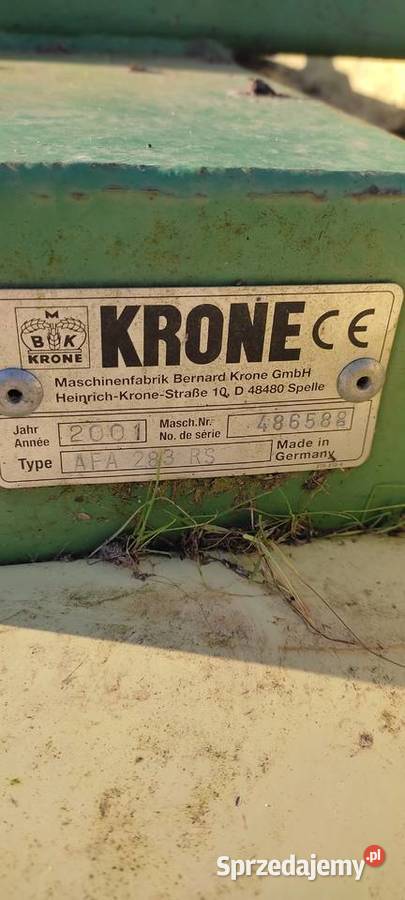 M
B K
KRONE
KRONE CE
Maschinenfabrik Bernard Krone GmbH
Heinrich-Krone-Straße 10, D 48480 Spelle
Jahr
Année
2001
Masch.Nr.
No. de série
486588
Type
AFA 283 RS
Made in
Germany
Sprzedajemy.pl